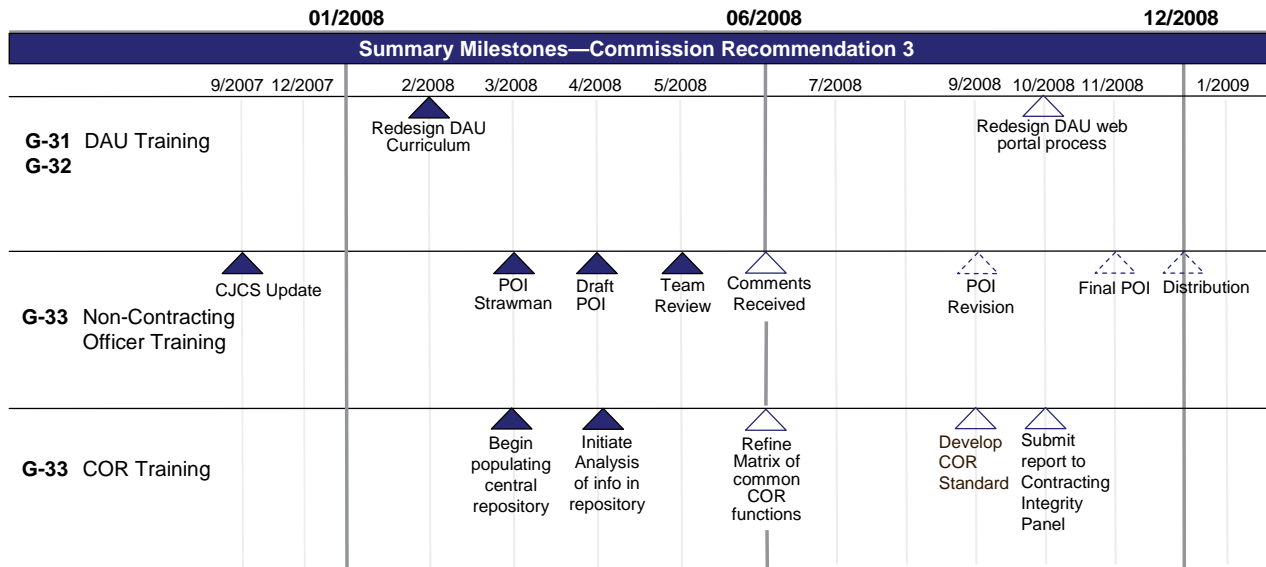 01/2008 06/2008 12/2008
Summary Milestones—Commission Recommendation 3
9/2007 12/2007 2/2008 3/2008 4/2008 5/2008 7/2008 9/2008 10/2008 11/2008 1/2009
G-31 DAU Training
G-32
Redesign DAU
Curriculum
Redesign DAU web
portal process
G-33 Non-Contracting
Officer Training
CJCS Update
POI
Strawman
Draft
POI
Team
Review
Comments
Received
POI
Revision
Final POI
Distribution
G-33 COR Training
Begin
populating
central
repository
Initiate
Analysis
of info in
repository
Refine
Matrix of
common
COR
functions
Develop
COR
Standard
Submit
report to
Contracting
Integrity
Panel